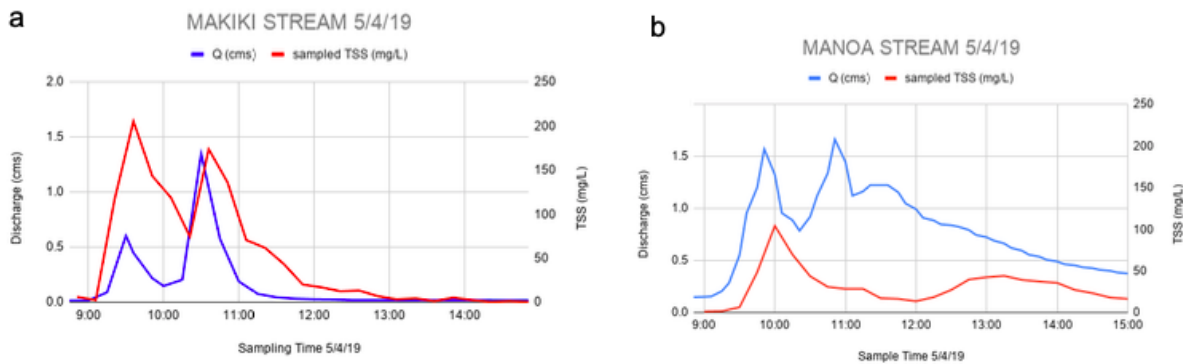 a
MAKIKI STREAM 5/4/19
Q (cms) sampled TSS (mg/L)
2.0
1.5
1.0
0.5
0.0
Discharge (cms)
250
200
150
100
50
0
TSS (mg/L)
9:00 10:00 11:00 12:00 13:00 14:00
Sampling Time 5/4/19
b
MANOA STREAM 5/4/19
Q (cms) sampled TSS (mg/L)
1.5
1.0
0.5
0.0
Discharge (cms)
250
200
150
100
50
0
TSS (mg/L)
9:00 10:00 11:00 12:00 13:00 14:00 15:00
Sample Time 5/4/19